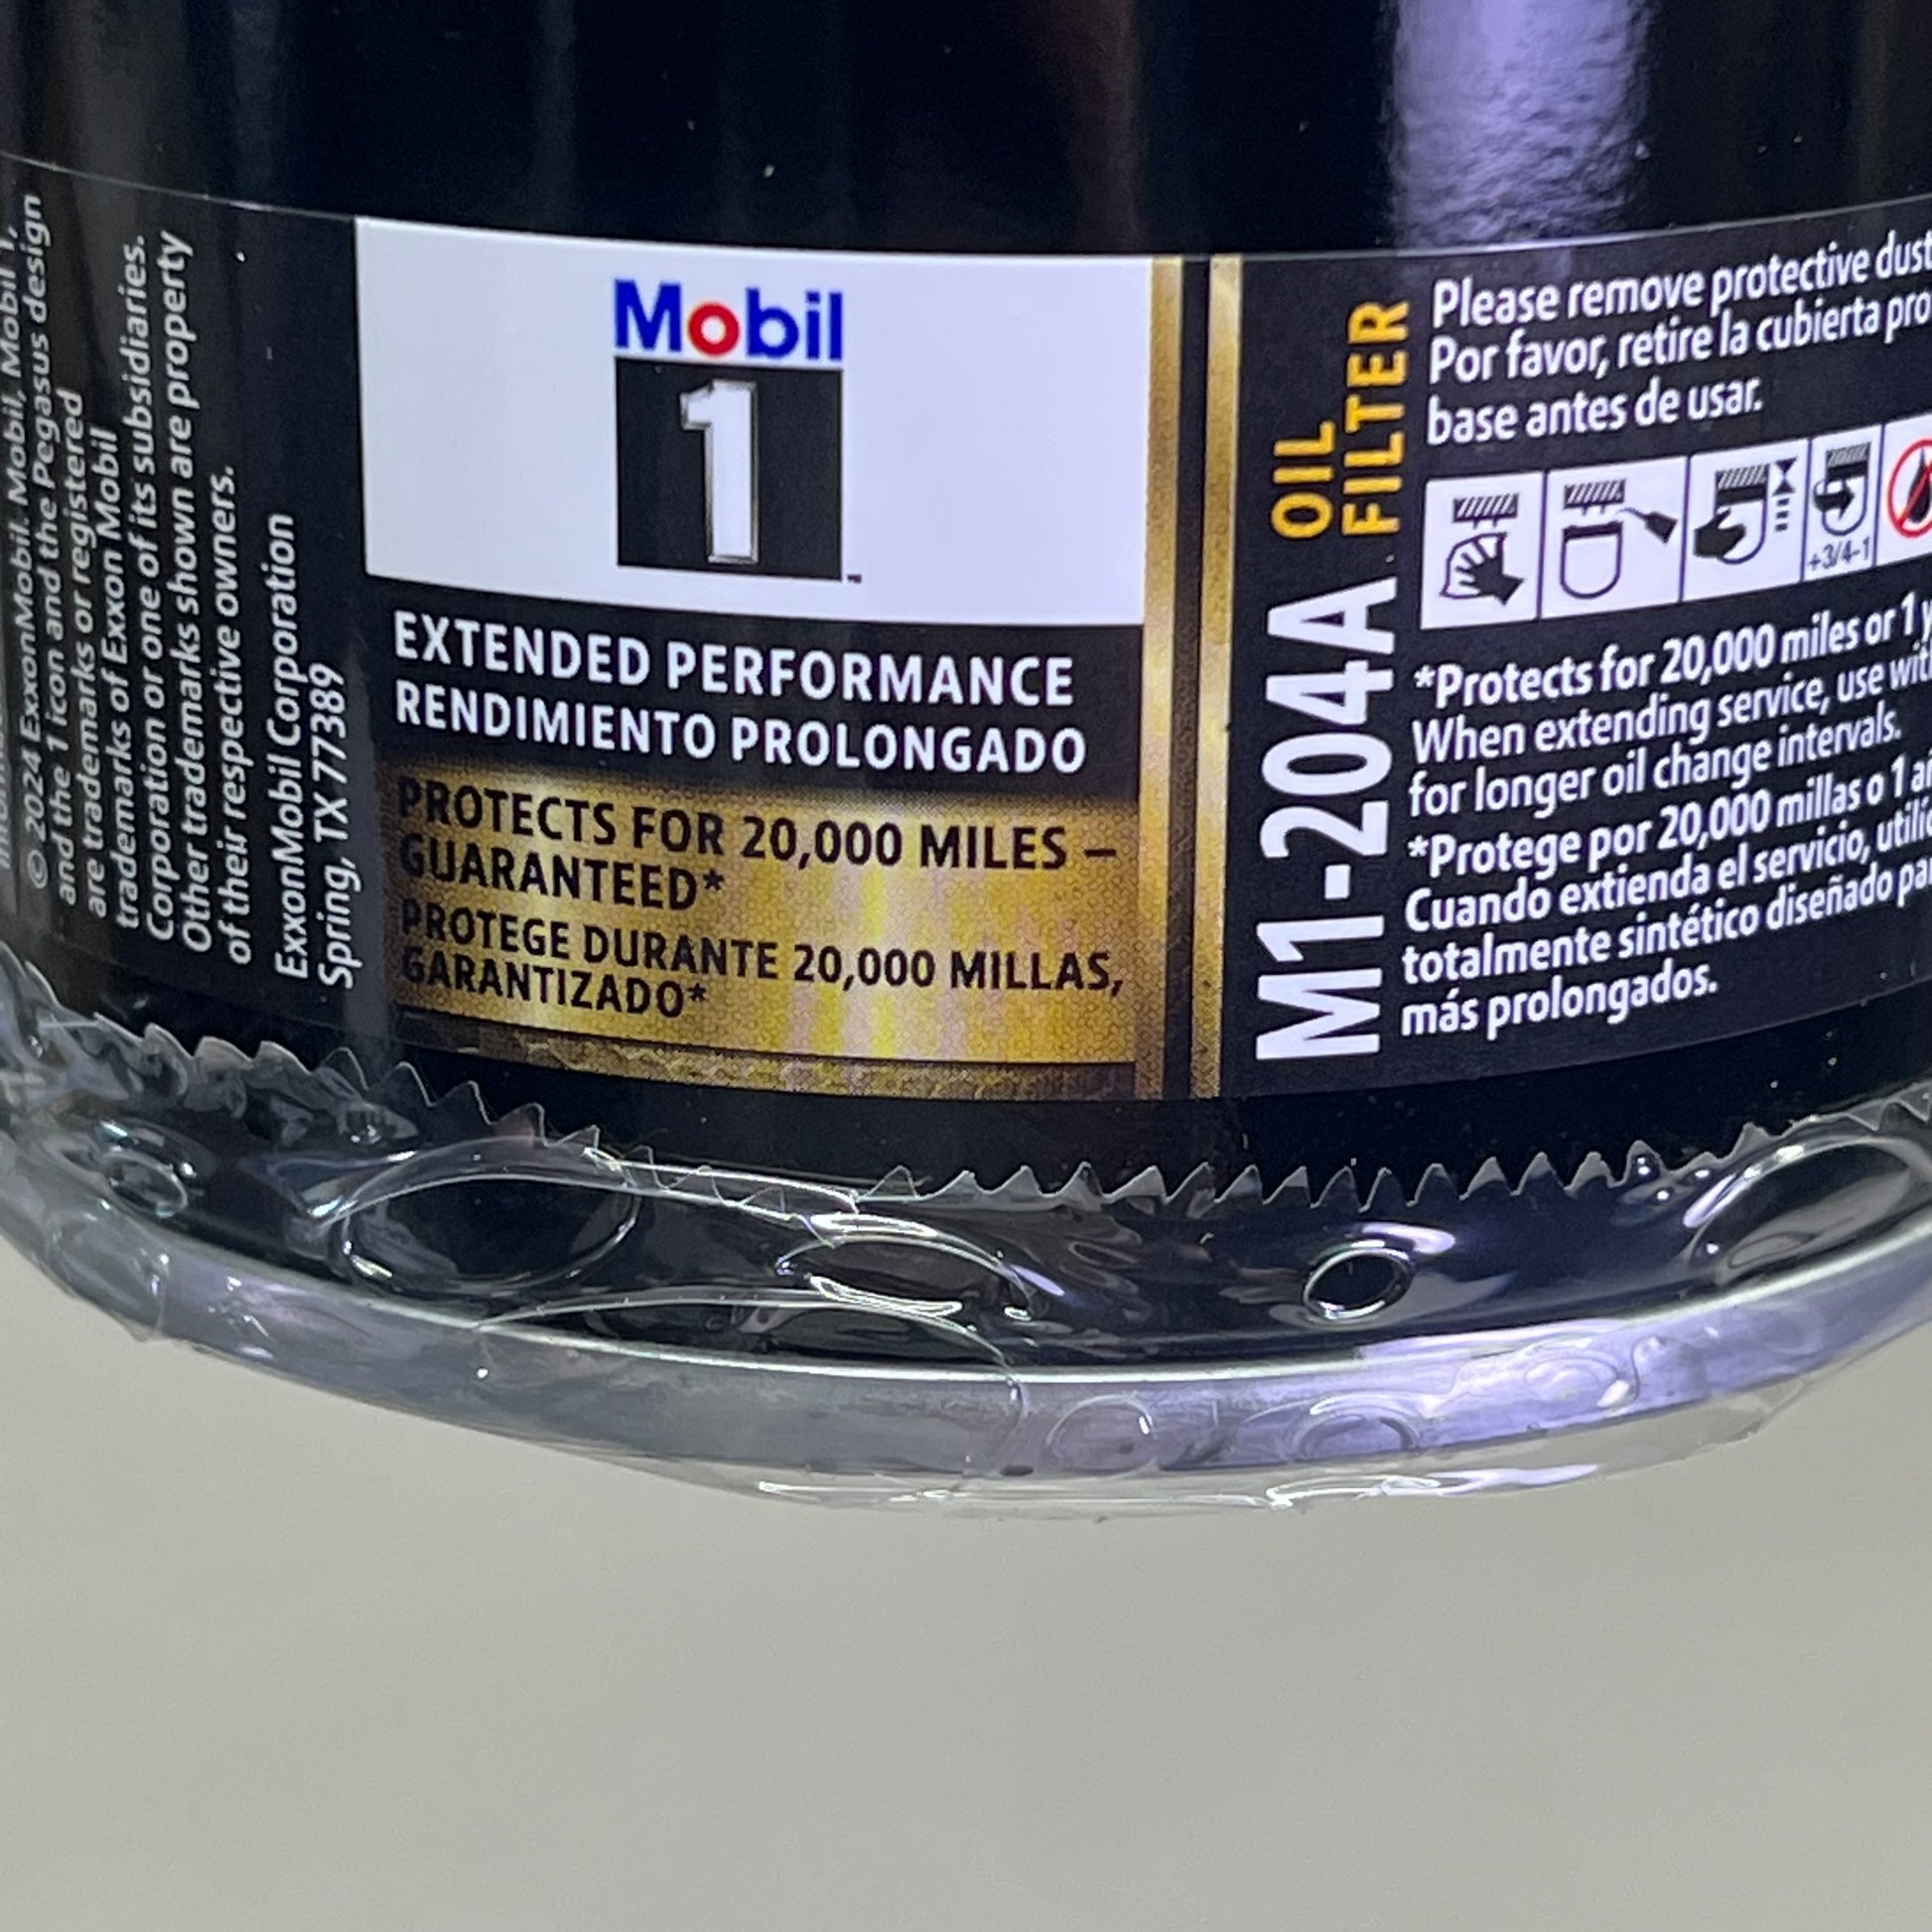 © 2024 ExxonMobil. Mobil, Mobil 1,
and the 1 icon and the Pegasus design
are trademarks or registered
trademarks of Exxon Mobil
Corporation or one of its subsidiaries.
Other trademarks shown are property
of their respective owners.
ExxonMobil Corporation
Spring, TX 77389
Mobil
1
EXTENDED PERFORMANCE
RENDIMIENTO PROLONGADO
PROTECTS FOR 20,000 MILES –
GUARANTEED*
PROTEGE DURANTE 20,000 MILLAS,
GARANTIZADO*
M1-204A
OIL
FILTER
Please remove protective dust
Por favor, retire la cubierta
base antes de usar.
+3/4-1
*Protects for 20,000 miles or 1
When extending service, use
for longer oil change intervals.
*Protege por 20,000 millas o 1
Cuando extienda el servicio,
totalmente sintético diseñado
más prolongados.